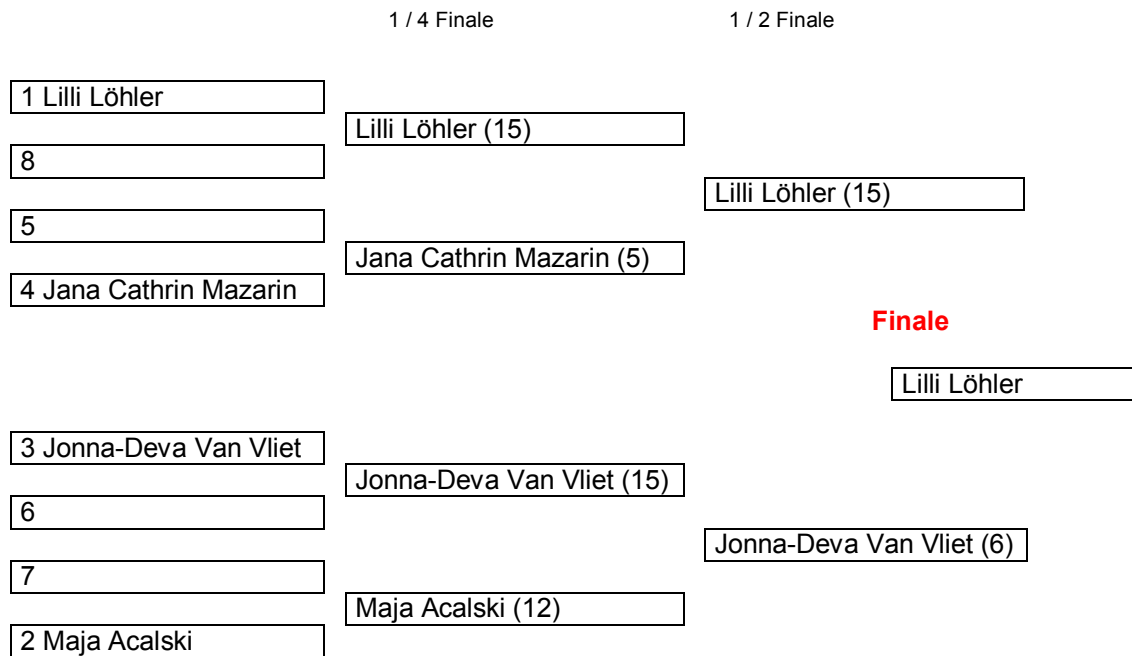 1 / 4 Finale
1 / 2 Finale
1 Lilli Löhler
Lilli Löhler (15)
8
Lilli Löhler (15)
5
Jana Cathrin Mazarin (5)
4 Jana Cathrin Mazarin
Finale
Lilli Löhler
3 Jonna-Deva Van Vliet
Jonna-Deva Van Vliet (15)
6
Jonna-Deva Van Vliet (6)
7
Maja Acalski (12)
2 Maja Acalski